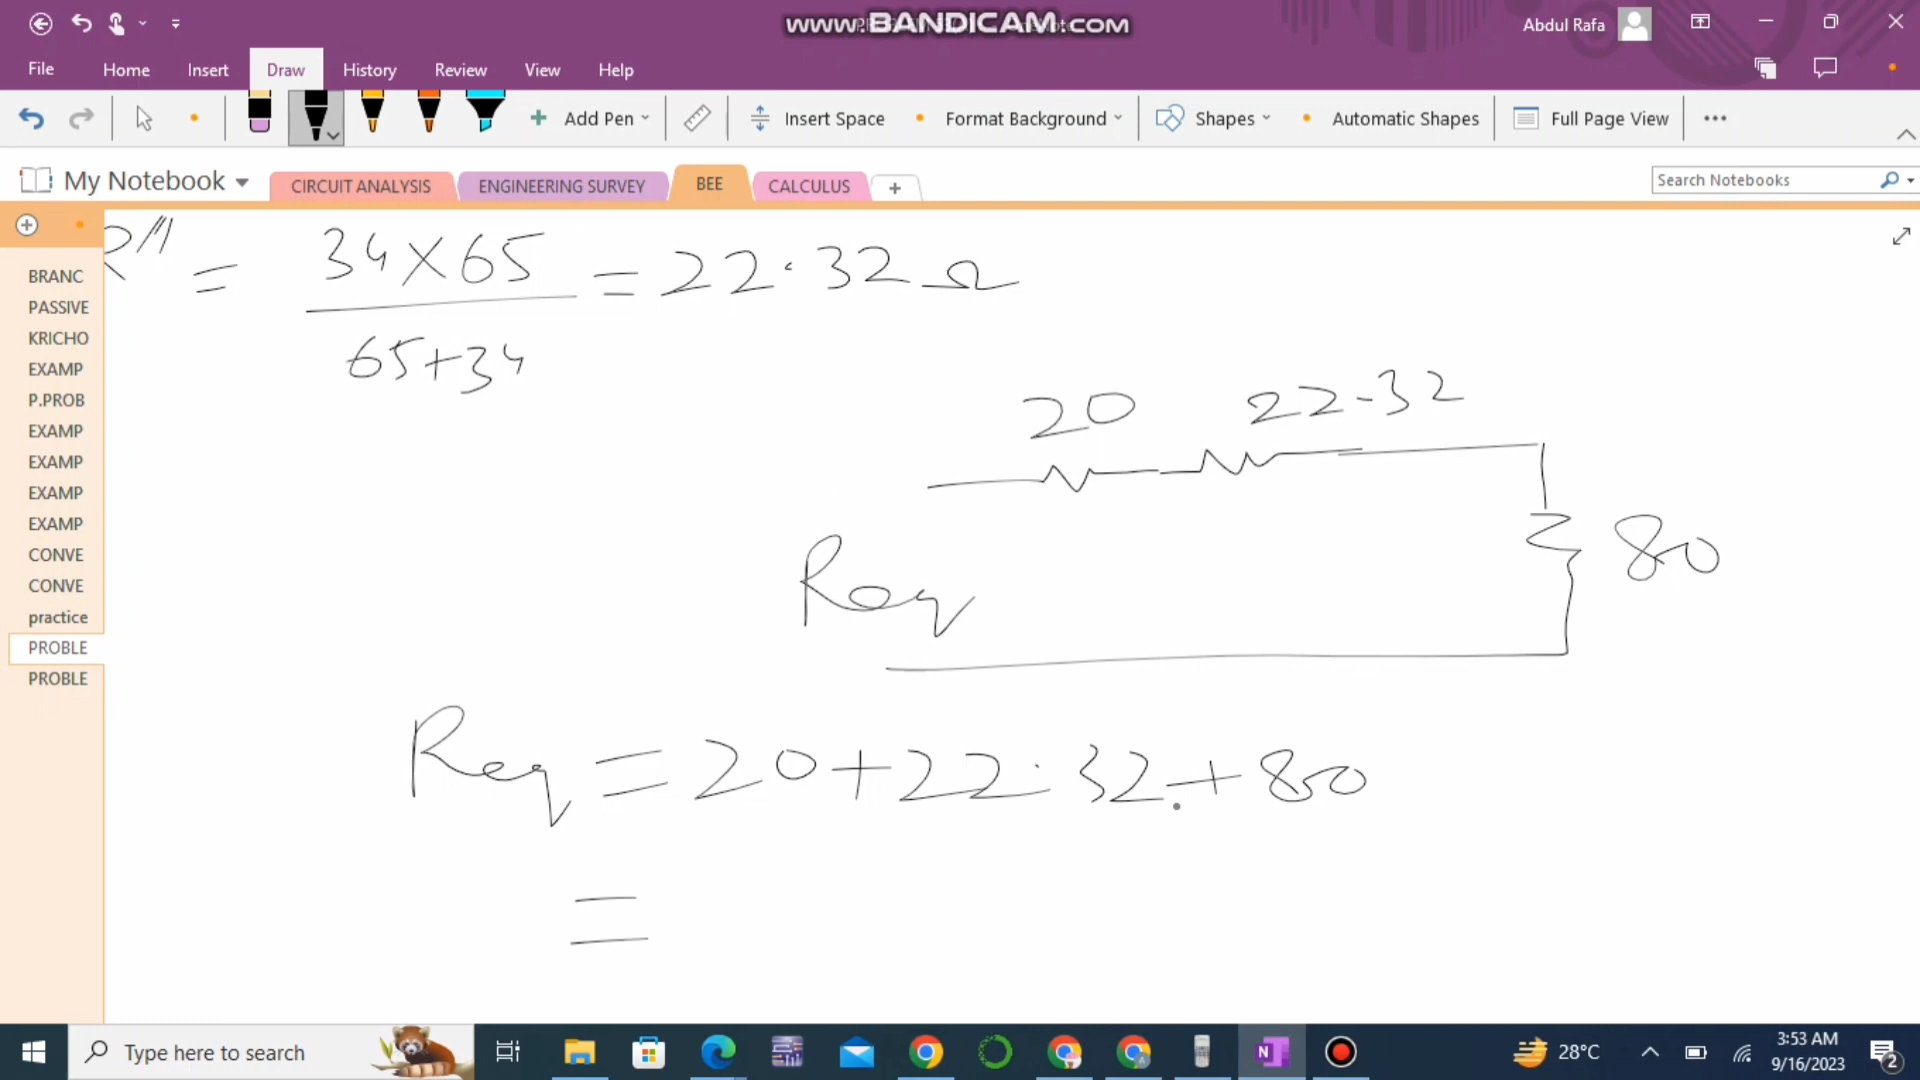 www.BANDICAM.com
Abdul Rafa
File Home Insert Draw History Review View Help
Add Pen Insert Space Format Background Shapes Automatic Shapes Full Page View
My Notebook CIRCUIT ANALYSIS ENGINEERING SURVEY BEE CALCULUS + Search Notebooks
BRANC
PASSIVE
KRICHO
EXAMP
P.PROB
EXAMP
EXAMP
EXAMP
EXAMP
CONVE
CONVE
practice
PROBLE
PROBLE
= 34×65 = 22.32Ω
65+34
20 22.32
Req 80
Req = 20+22.32+80
=
Type here to search
28°C
3:53 AM
9/16/2023
2